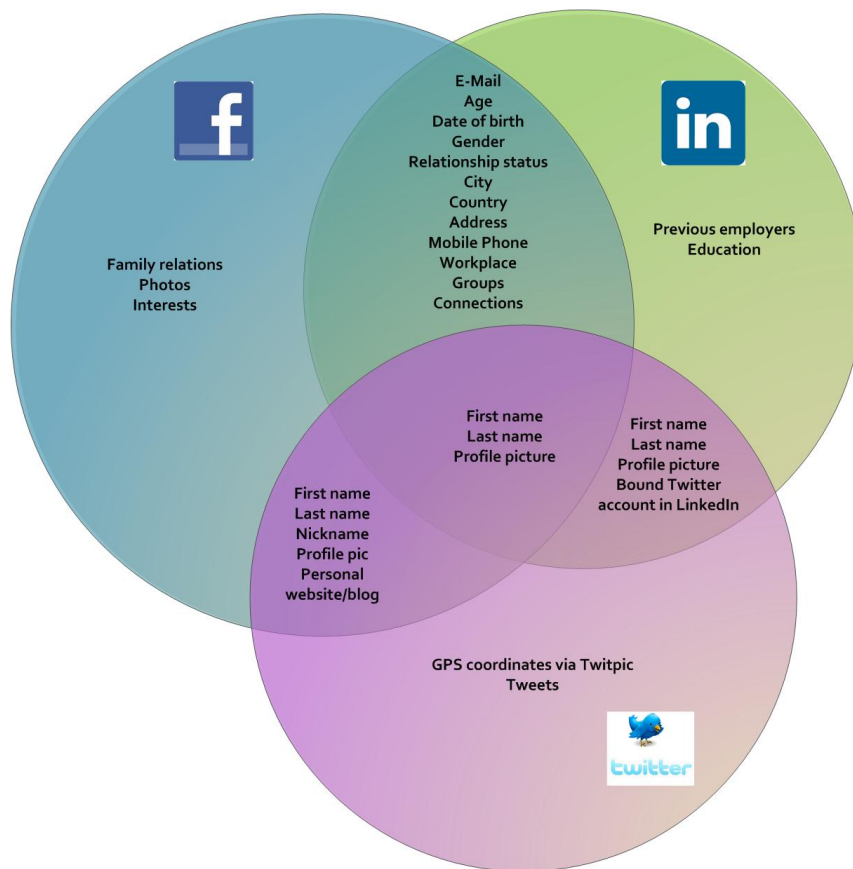 f
in
E-Mail
Age
Date of birth
Gender
Relationship status
City
Country
Address
Mobile Phone
Workplace
Groups
Connections
Previous employers
Education
Family relations
Photos
Interests
First name
Last name
Profile picture
First name
Last name
Profile picture
Bound Twitter
account in LinkedIn
First name
Last name
Nickname
Profile pic
Personal
website/blog
GPS coordinates via Twitpic
Tweets
twitter